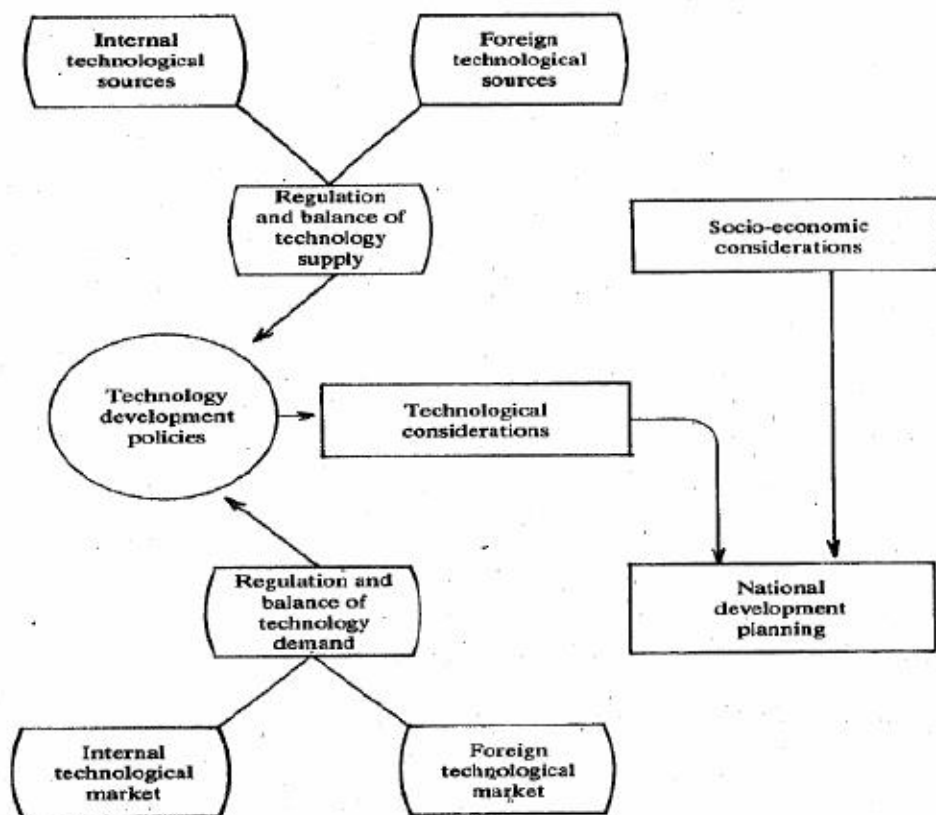 Internal
technological
sources
Foreign
technological
sources
Regulation
and balance of
technology
supply
Socio-economic
considerations
Technology
development
policies
Technological
considerations
Regulation and
balance of
technology
demand
National
development
planning
Internal
technological
market
Foreign
technological
market